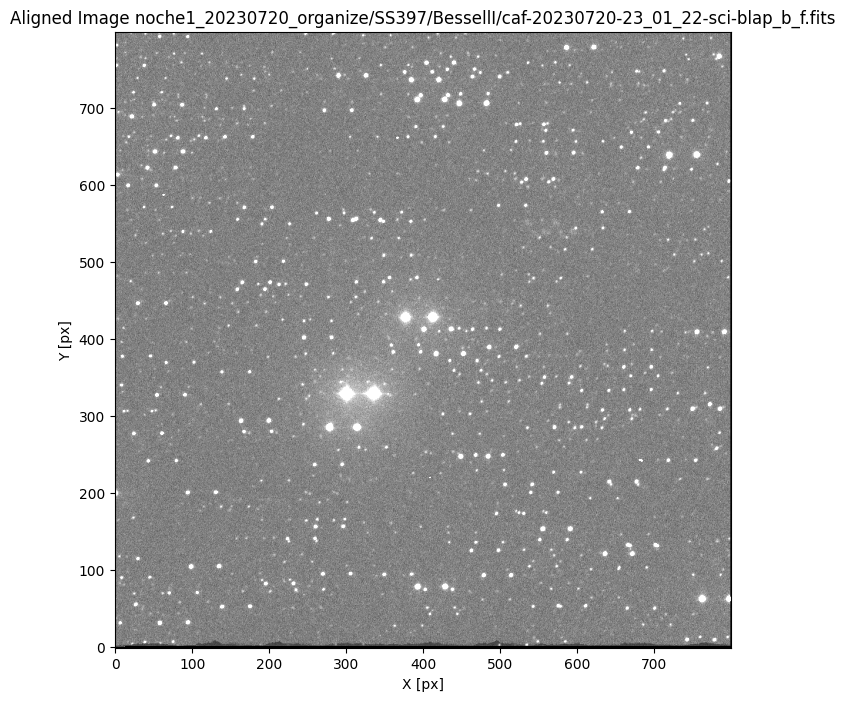 Aligned Image noche1_20230720_organize/SS397/BessellI/caf-20230720-23_01_22-sci-blap_b_f.fits
700
600
500
400
300
200
100
0
Y [px]
0 100 200 300 400 500 600 700
X [px]